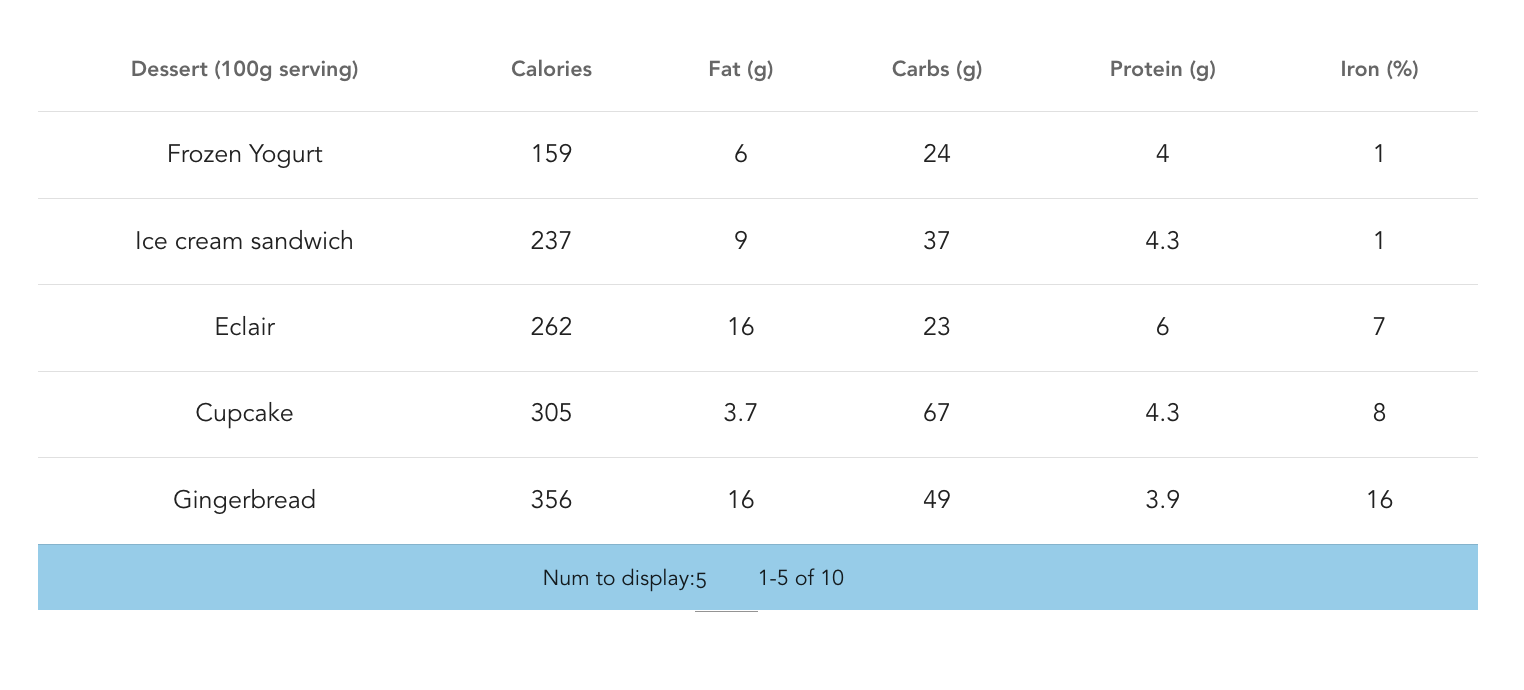 Dessert (100g serving) Calories Fat (g) Carbs (g) Protein (g) Iron (%)
Frozen Yogurt 159 6 24 4 1
Ice cream sandwich 237 9 37 4.3 1
Eclair 262 16 23 6 7
Cupcake 305 3.7 67 4.3 8
Gingerbread 356 16 49 3.9 16
Num to display:5 1-5 of 10